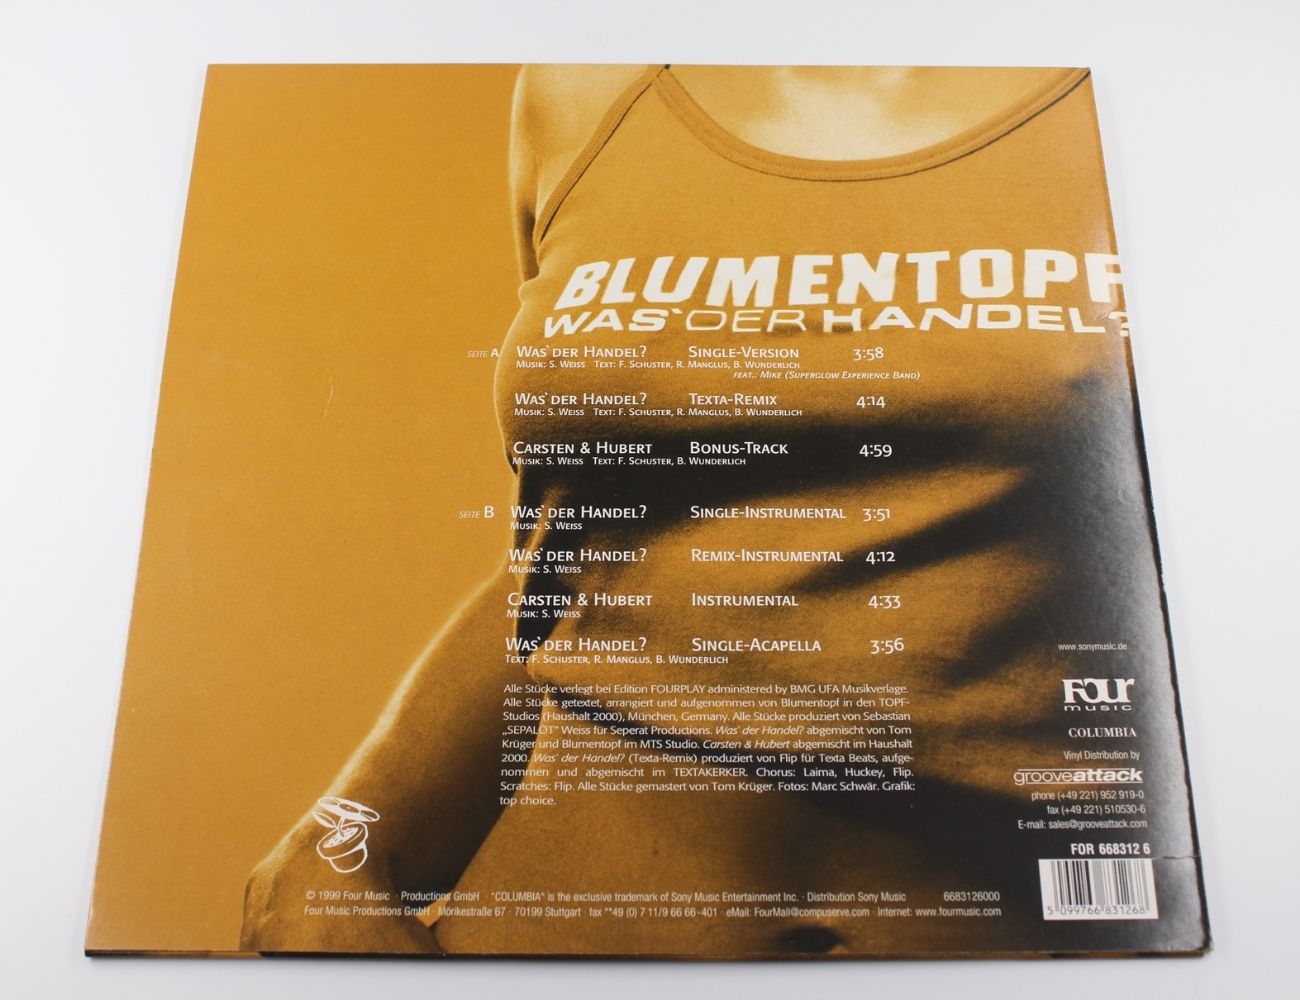 BLUMENTOPF
WAS`DER HANDEL?
SEITE A WAS` DER HANDEL? SINGLE-VERSION 3:58
MUSIK: S. WEISS TEXT: F. SCHUSTER, R. MANGLUS, B. WUNDERLICH
FEAT.: MIKE (SUPERGLOW EXPERIENCE BAND)
WAS` DER HANDEL? TEXTA-REMIX 4:14
MUSIK: S. WEISS TEXT: F. SCHUSTER, R. MANGLUS, B. WUNDERLICH
CARSTEN & HUBERT BONUS-TRACK 4:59
MUSIK: S. WEISS TEXT: F. SCHUSTER, B. WUNDERLICH
SEITE B WAS` DER HANDEL? SINGLE-INSTRUMENTAL 3:51
MUSIK: S. WEISS
WAS` DER HANDEL? REMIX-INSTRUMENTAL 4:12
MUSIK: S. WEISS
CARSTEN & HUBERT INSTRUMENTAL 4:33
MUSIK: S. WEISS
WAS` DER HANDEL? SINGLE-ACAPELLA 3:56
TEXT: F. SCHUSTER, R. MANGLUS, B. WUNDERLICH
Alle Stücke verlegt bei Edition FOURPLAY administered by BMG UFA Musikverlage.
Alle Stücke getextet, arrangiert und aufgenommen von Blumentopf in den TOPF-
Studios (Haushalt 2000), München, Germany. Alle Stücke produziert von Sebastian
„SEPALOT" Weiss für Seperat Productions. Was' der Handel? abgemischt von Tom
Krüger und Blumentopf im MTS Studio. Carsten & Hubert abgemischt im Haushalt
2000. Was' der Handel? (Texta-Remix) produziert von Flip für Texta Beats, aufge-
nommen und abgemischt im TEXTAKERKER. Chorus: Laima, Huckey, Flip.
Scratches: Flip. Alle Stücke gemastert von Tom Krüger. Fotos: Marc Schwär. Grafik:
top choice.
www.sonymusic.de
FOUR
music
COLUMBIA
Vinyl Distribution by
grooveattack
phone (+49 221) 952 919-0
fax (+49 221) 510530-6
E-mail: sales@grooveattack.com
FOR 668312 6
5 099766 831268
© 1999 Four Music · Productions GmbH · "COLUMBIA" is the exclusive trademark of Sony Music Entertainment Inc. · Distribution Sony Music 6683126000
Four Music Productions GmbH · Mörikestraße 67 · 70199 Stuttgart · fax **49 (0) 7 11/9 66 66 -401 · eMail: FourMail@compuserve.com · Internet: www.fourmusic.com